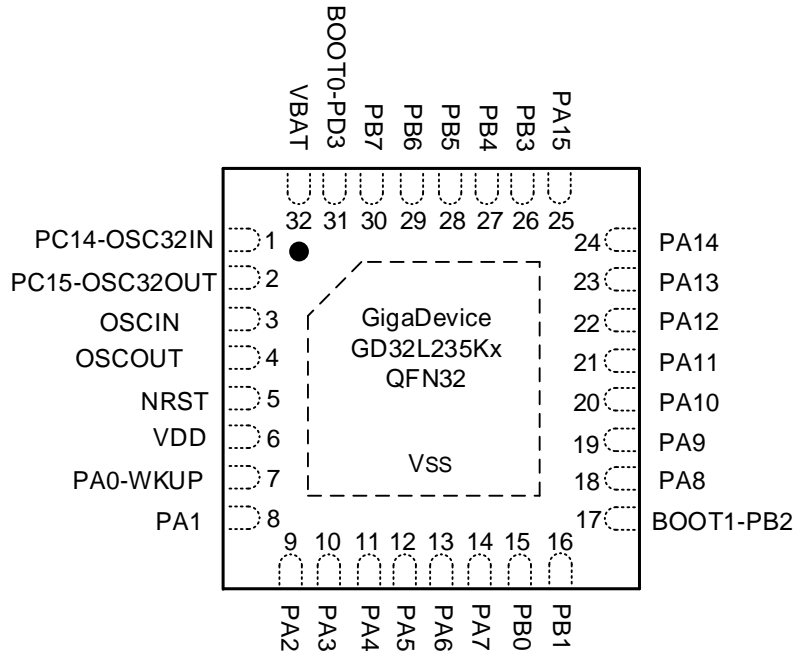 VBAT
BOOT0-PD3
PB7
PB6
PB5
PB4
PB3
PA15
32 31 30 29 28 27 26 25
PC14-OSC32IN 1
PC15-OSC32OUT 2
OSCIN 3
OSCOUT 4
NRST 5
VDD 6
PA0-WKUP 7
PA1 8
GigaDevice
GD32L235Kx
QFN32
VSS
24 PA14
23 PA13
22 PA12
21 PA11
20 PA10
19 PA9
18 PA8
17 BOOT1-PB2
9 10 11 12 13 14 15 16
PA2
PA3
PA4
PA5
PA6
PA7
PB0
PB1